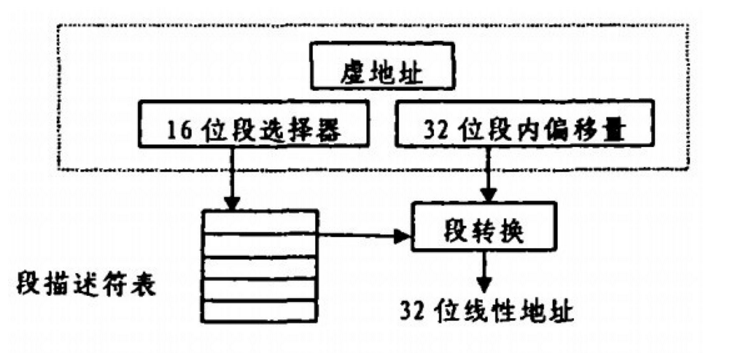 虚地址
16 位段选择器
32 位段内偏移量
段转换
段描述符表
32 位线性地址